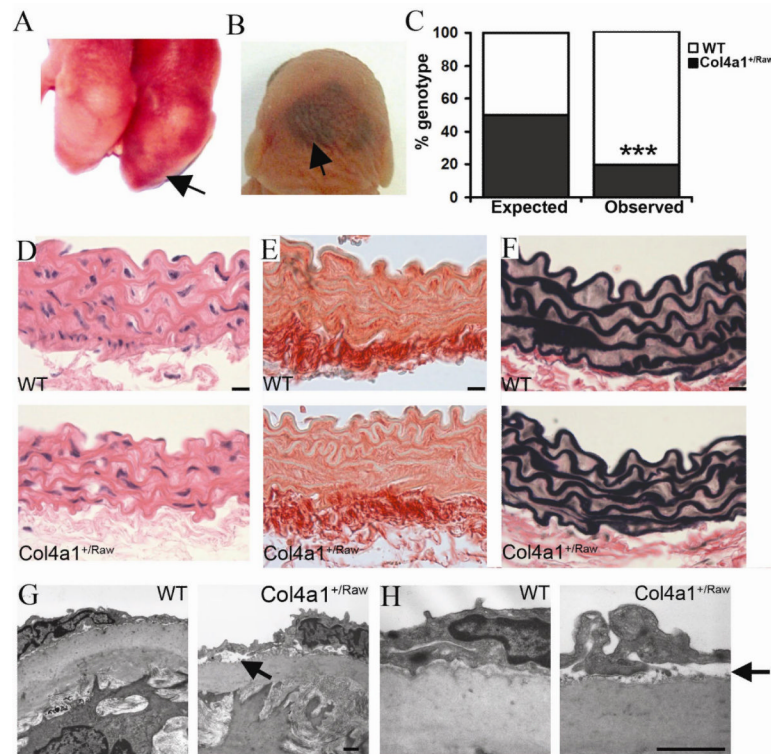 A
B
C
100
80
60
40
20
0
% genotype
***
Expected
Observed
WT
Col4a1+/Raw
D
WT
Col4a1+/Raw
E
WT
Col4a1+/Raw
F
WT
Col4a1+/Raw
G
WT
Col4a1+/Raw
H
WT
Col4a1+/Raw